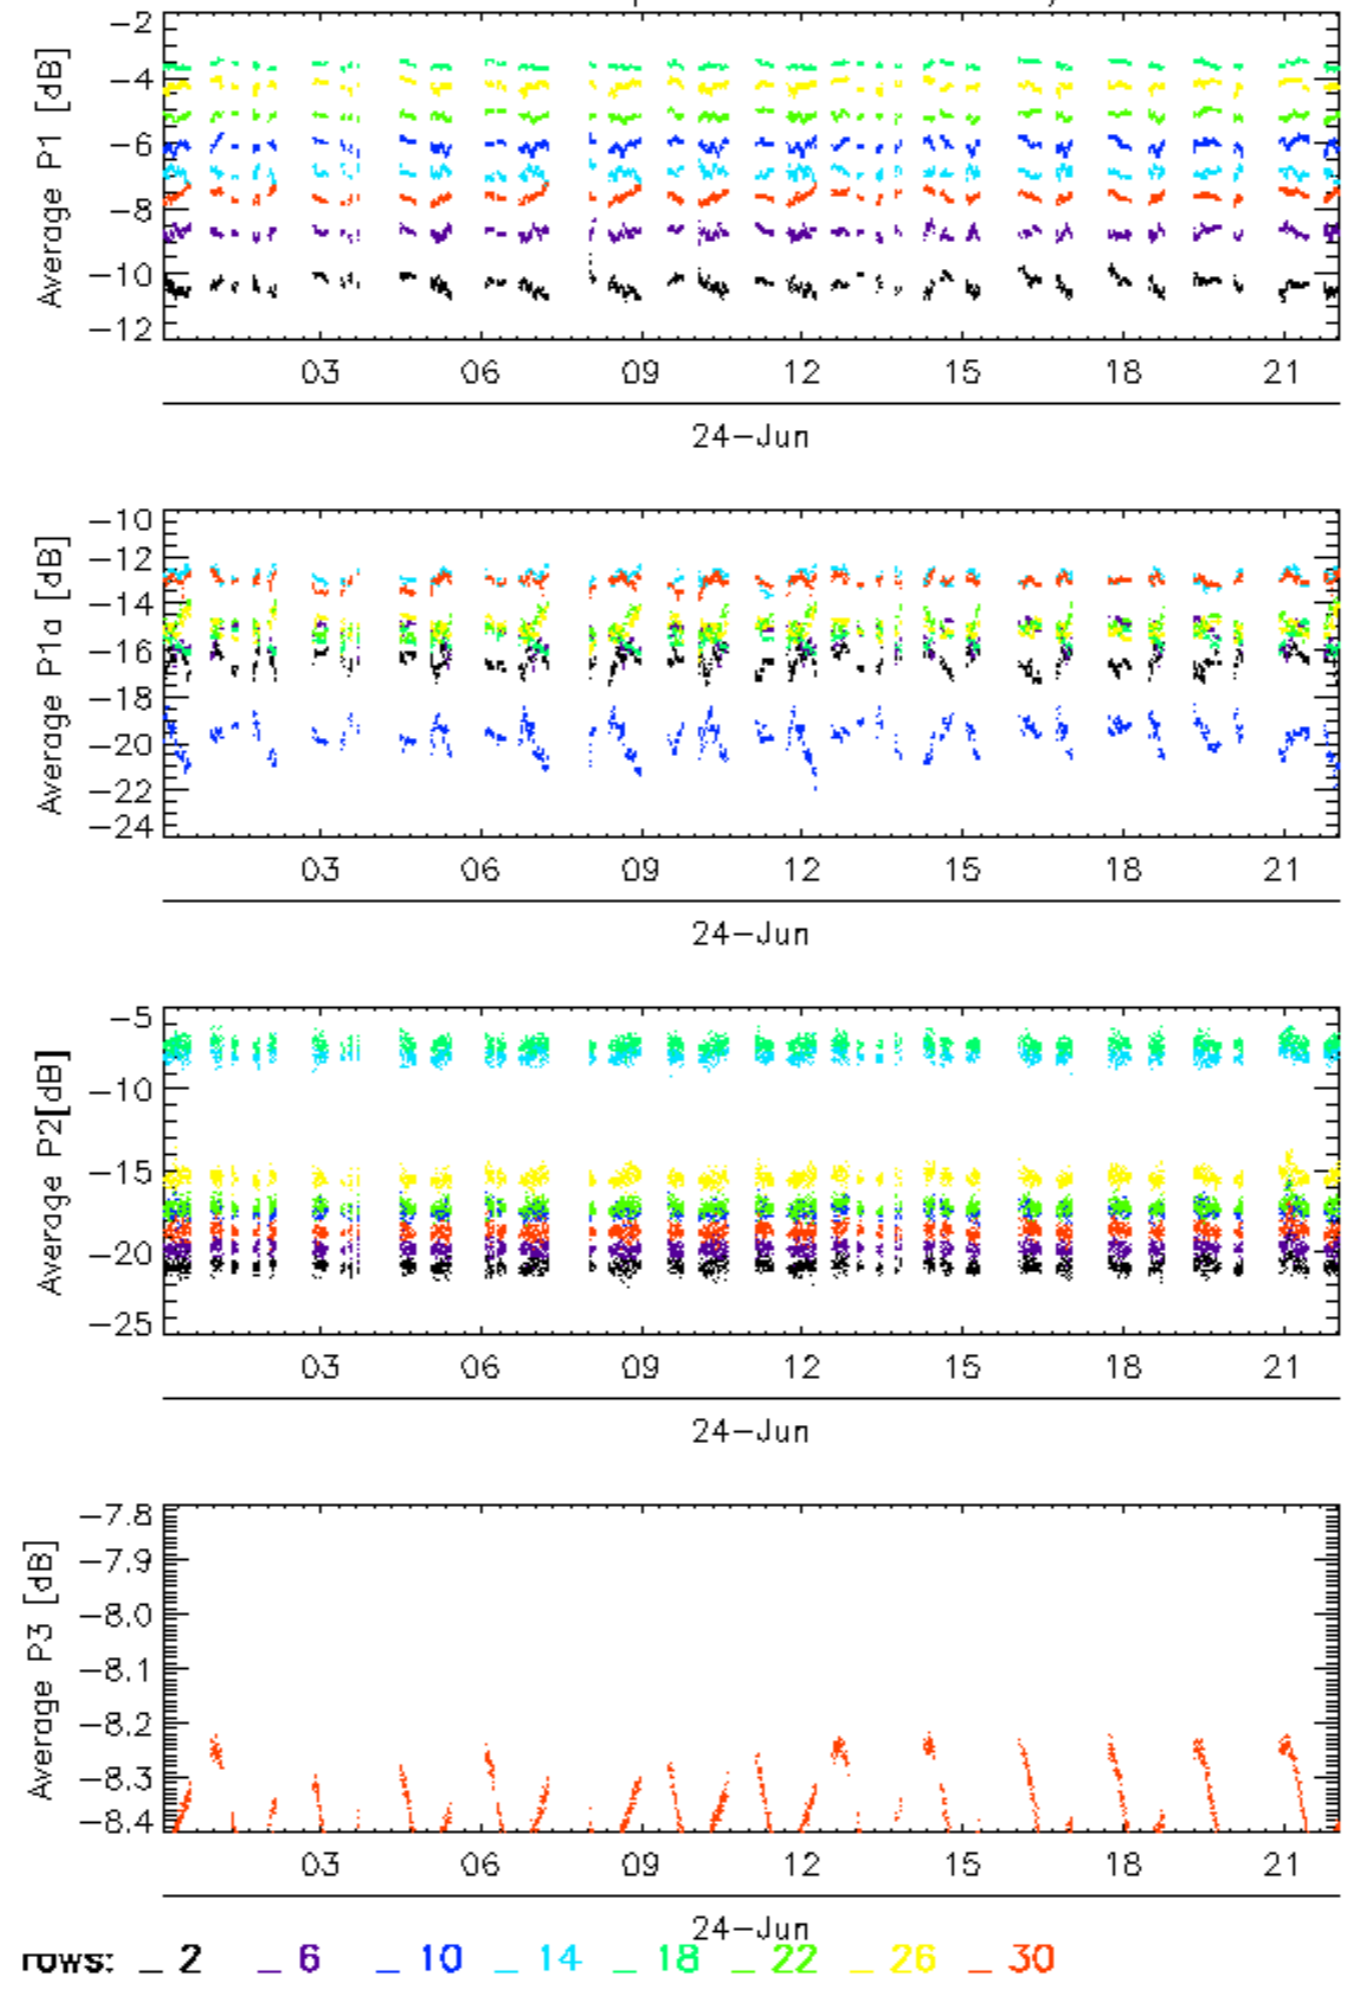 −2
−4
−6
−8
−10
−12
Average P1 [dB]
03 06 09 12 15 18 21
24−Jun
−10
−12
−14
−16
−18
−20
−22
−24
Average P1a [dB]
03 06 09 12 15 18 21
24−Jun
−5
−10
−15
−20
−25
Average P2[dB]
03 06 09 12 15 18 21
24−Jun
−7.8
−7.9
−8.0
−8.1
−8.2
−8.3
−8.4
Average P3 [dB]
03 06 09 12 15 18 21
24−Jun
rows: _ 2 _ 6 _ 10 _ 14 _ 18 _ 22 _ 26 _ 30